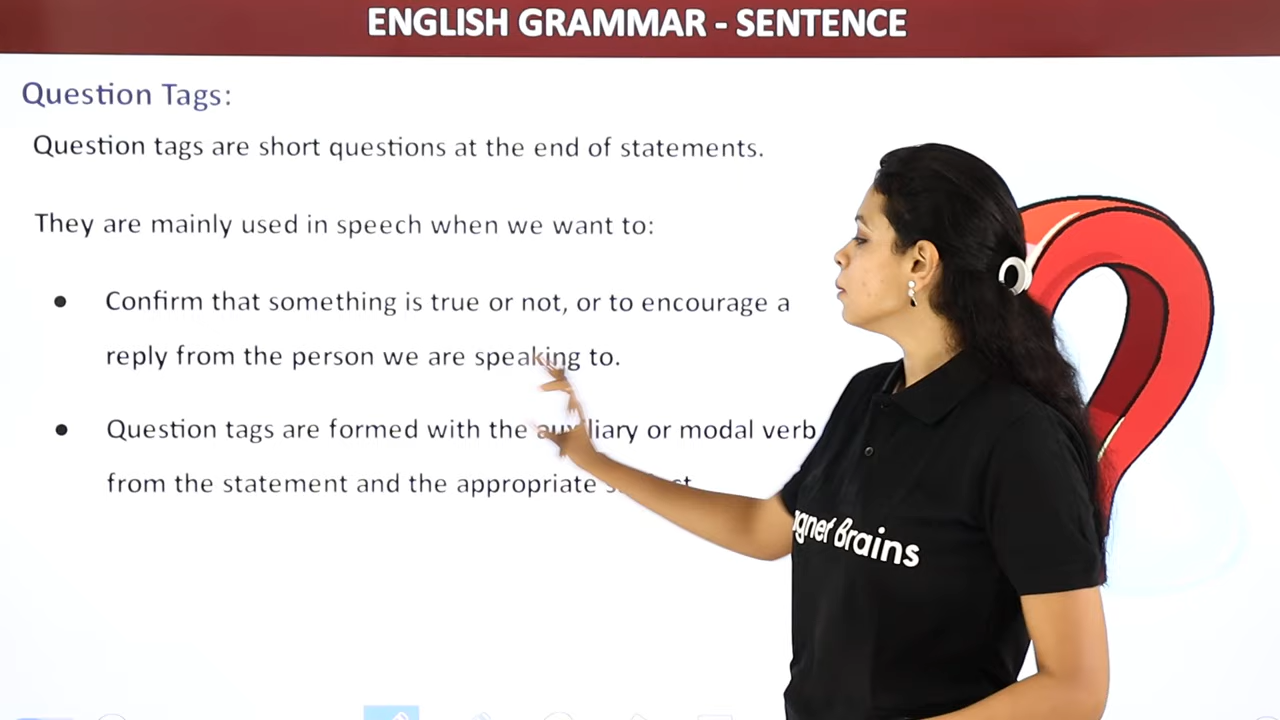 ENGLISH GRAMMAR - SENTENCE
Question Tags:
Question tags are short questions at the end of statements.
They are mainly used in speech when we want to:
● Confirm that something is true or not, or to encourage a
reply from the person we are speaking to.
● Question tags are formed with the auxiliary or modal verb
from the statement and the appropriate
Brains